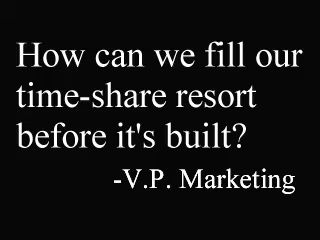 How can we fill our
time-share resort
before it's built?
-V.P. Marketing